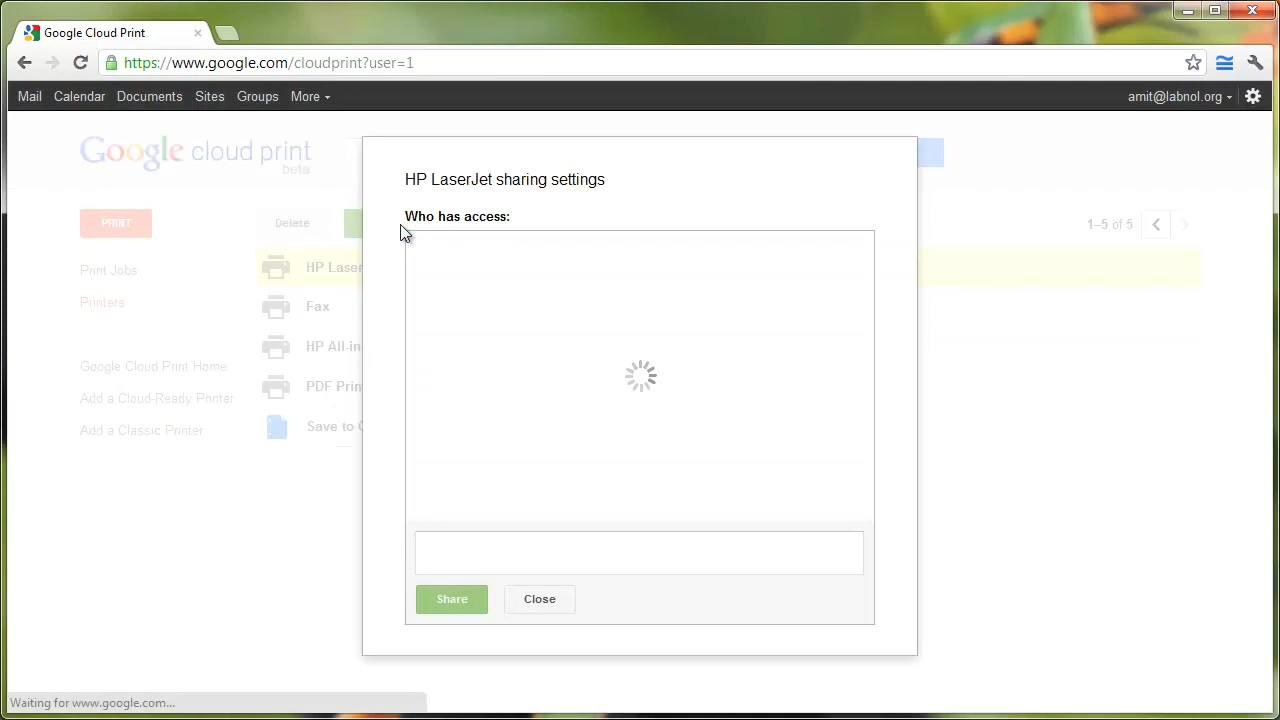 Google Cloud Print
https://www.google.com/cloudprint?user=1
Mail Calendar Documents Sites Groups More
amit@labnol.org
Google cloud print
beta
HP LaserJet sharing settings
Who has access:
PRINT
Delete
1–5 of 5
Print Jobs
Printers
Google Cloud Print Home
Add a Cloud-Ready Printer
Add a Classic Printer
HP Laser
Fax
HP All-in
PDF Prin
Save to
Share
Close
Waiting for www.google.com...